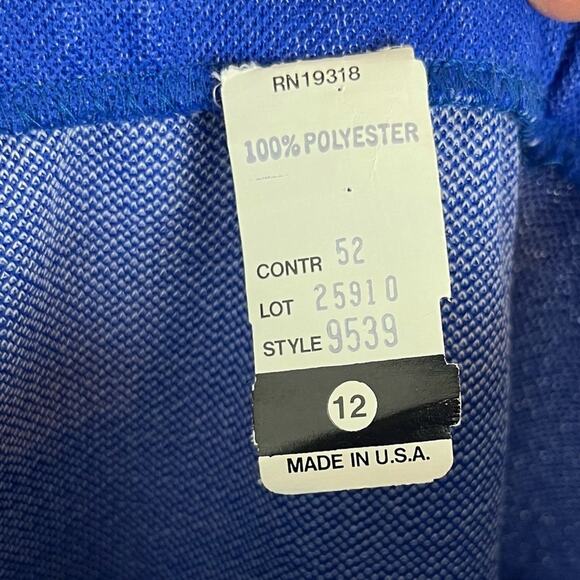 RN19318
100% POLYESTER
CONTR 52
LOT 25910
STYLE 9539
12
MADE IN U.S.A.